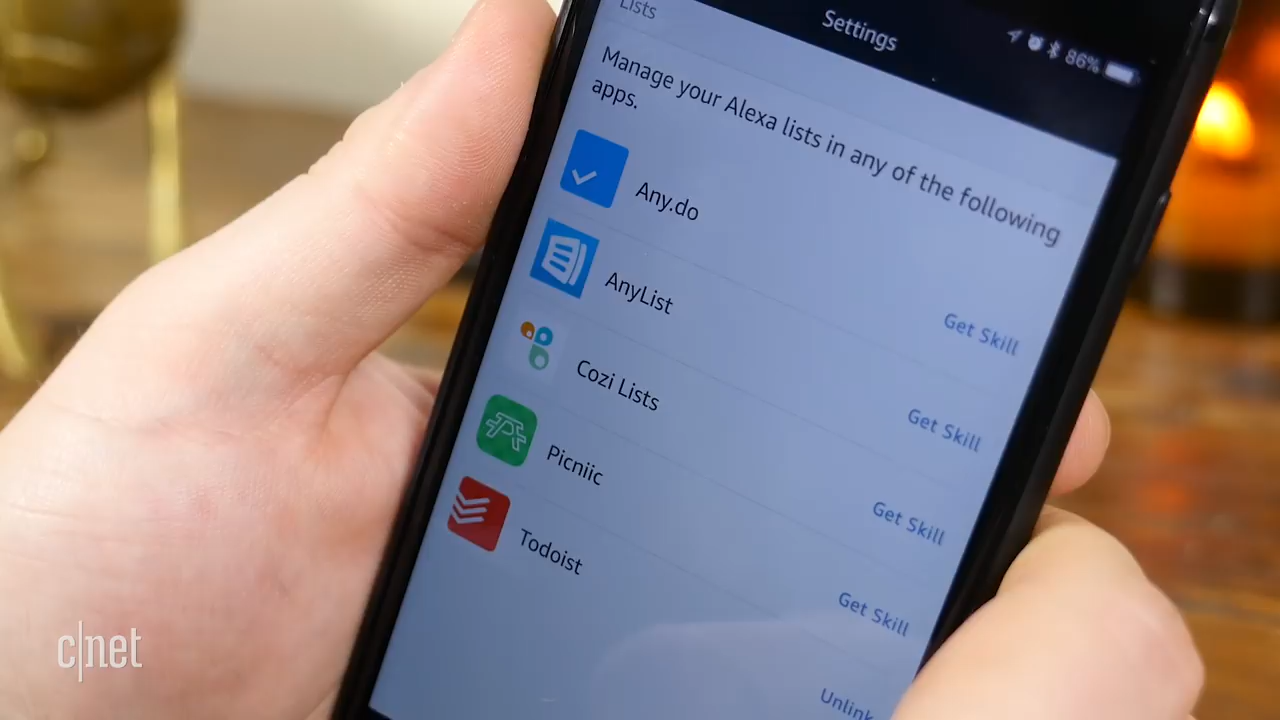 Settings
86%
Lists
Manage your Alexa lists in any of the following
apps.
Any.do
Get Skill
AnyList
Get Skill
Cozi Lists
Get Skill
Picniic
Get Skill
Todoist
Unlink
c|net